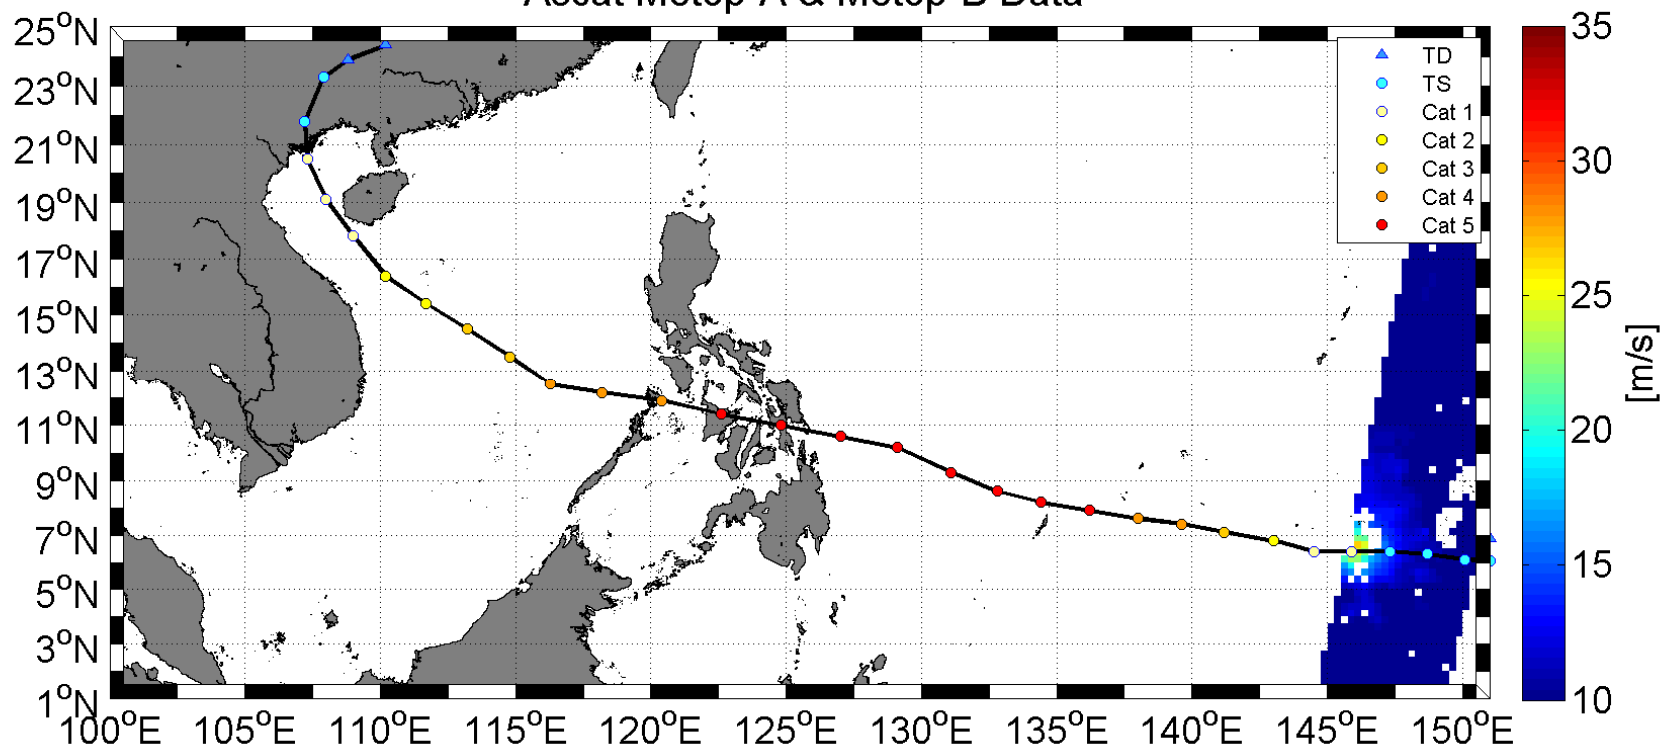 Ascat Metop-A & Metop-B Data
25°N
23°N
21°N
19°N
17°N
15°N
13°N
11°N
9°N
7°N
5°N
3°N
1°N
100°E 105°E 110°E 115°E 120°E 125°E 130°E 135°E 140°E 145°E 150°E
TD
TS
Cat 1
Cat 2
Cat 3
Cat 4
Cat 5
35
30
25
20
15
10
[m/s]